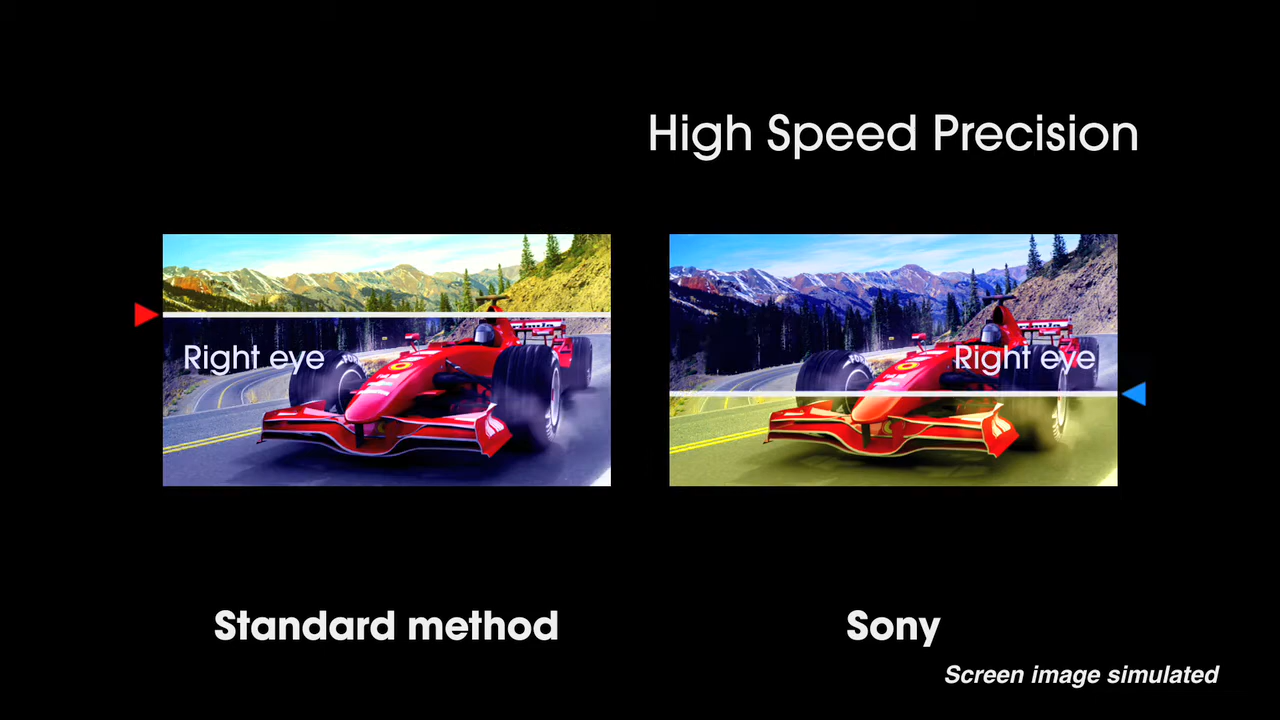 High Speed Precision
Right eye
Right eye
Standard method
Sony
Screen image simulated